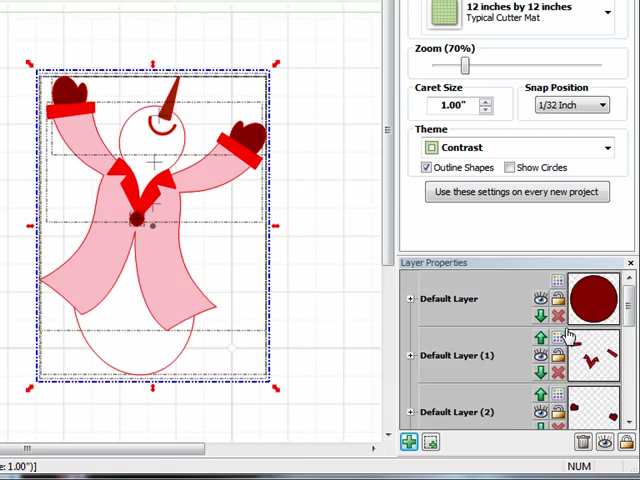 12 inches by 12 inches
Typical Cutter Mat
Zoom (70%)
Caret Size
Snap Position
1.00"
1/32 Inch
Theme
Contrast
Outline Shapes
Show Circles
Use these settings on every new project
Layer Properties
Default Layer
Default Layer (1)
Default Layer (2)
e: 1.00")]
NUM